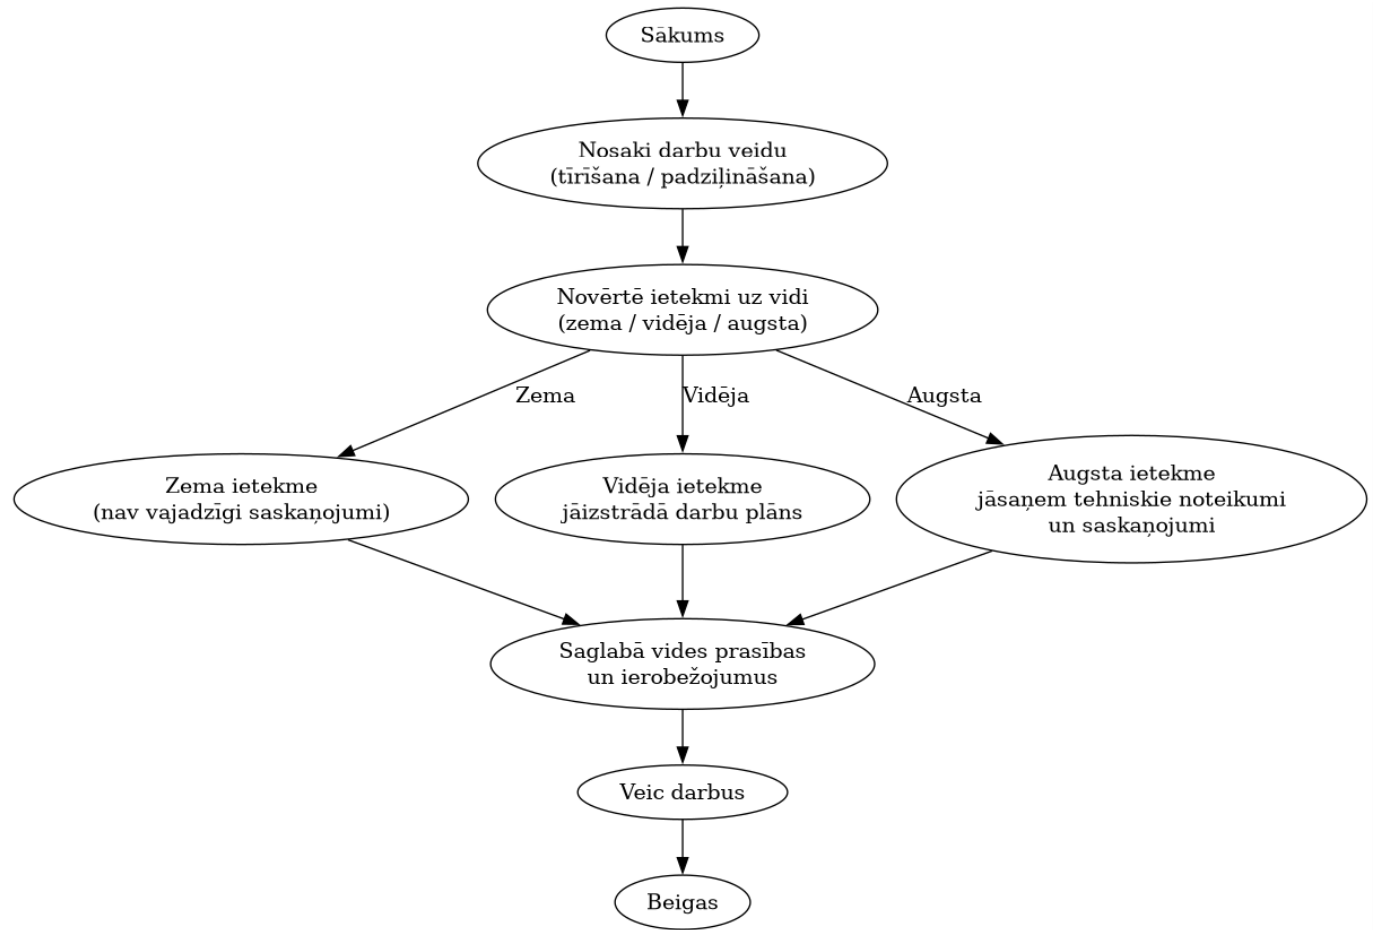 Sākums
Nosaki darbu veidu
(tīrīšana / padziļināšana)
Novērtē ietekmi uz vidi
(zema / vidēja / augsta)
Zema
Vidēja
Augsta
Zema ietekme
(nav vajadzīgi saskaņojumi)
Vidēja ietekme
jāizstrādā darbu plāns
Augsta ietekme
jāsaņem tehniskie noteikumi
un saskaņojumi
Saglabā vides prasības
un ierobežojumus
Veic darbus
Beigas